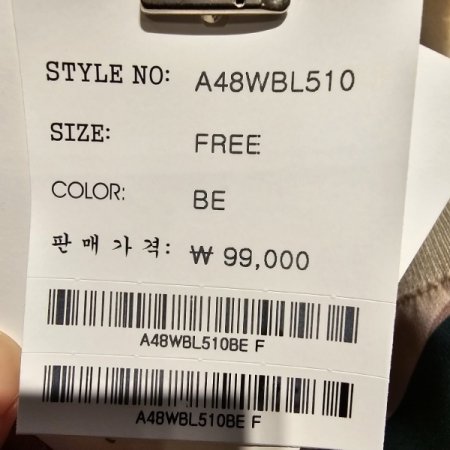 STYLE NO: A48WBL510
SIZE: FREE
COLOR: BE
판매가격: ₩ 99,000
A48WBL510BE F
A48WBL510BE F